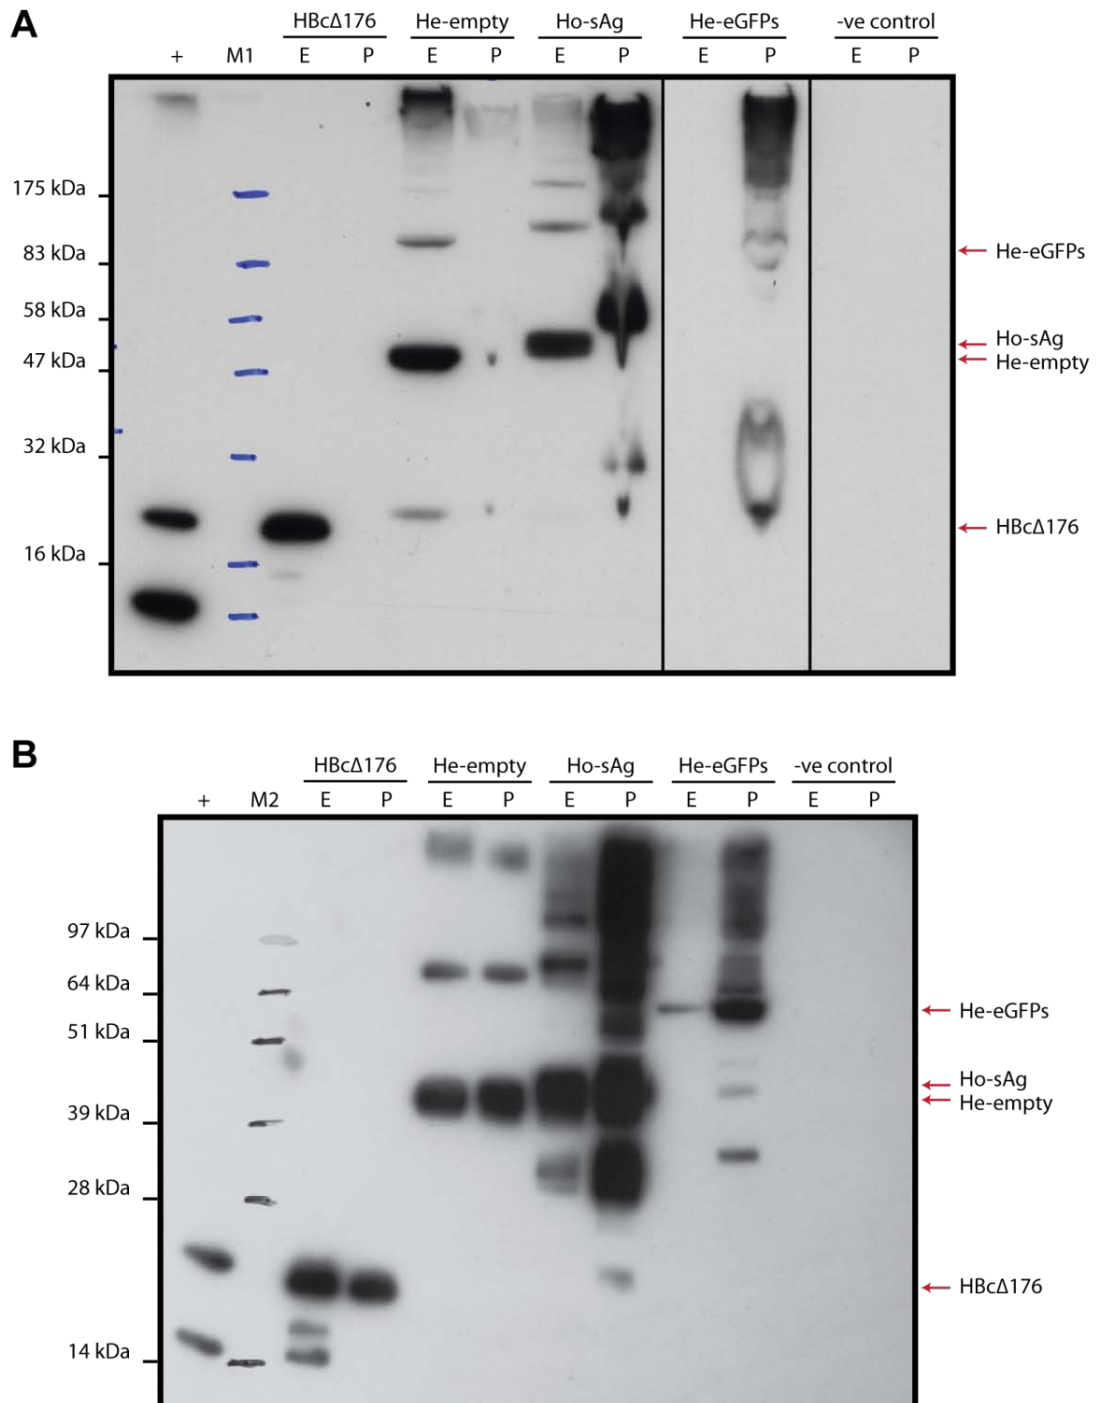 A
HBcΔ176 He-empty Ho-sAg He-eGFPs -ve control
+ M1 E P E P E P E P E P
175 kDa
83 kDa
He-eGFPs
58 kDa
Ho-sAg
47 kDa
He-empty
32 kDa
HBcΔ176
16 kDa
B
HBcΔ176 He-empty Ho-sAg He-eGFPs -ve control
+ M2 E P E P E P E P E P
97 kDa
64 kDa
He-eGFPs
51 kDa
Ho-sAg
He-empty
39 kDa
28 kDa
HBcΔ176
14 kDa